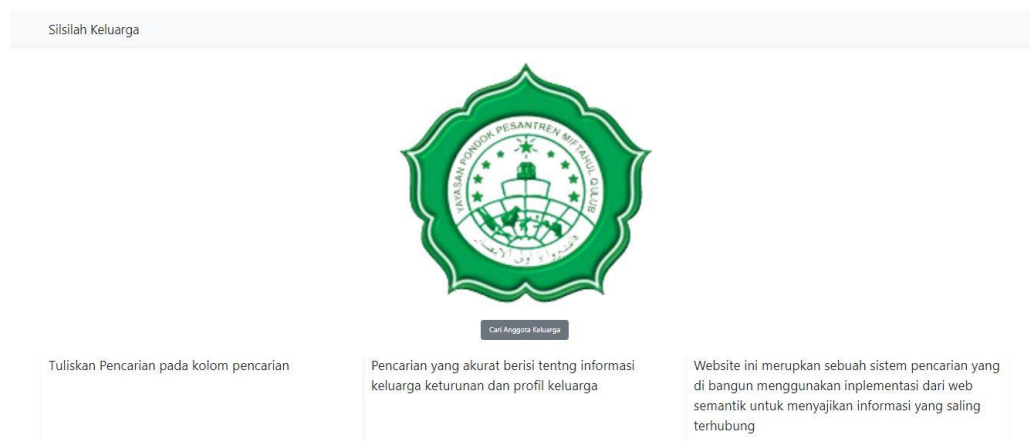 Silsilah Keluarga
YAYASAN PONDOK PESANTREN MIFTAHUL QULUB
Cari Anggota Keluarga
Tuliskan Pencarian pada kolom pencarian
Pencarian yang akurat berisi tentng informasi
keluarga keturunan dan profil keluarga
Website ini merupkan sebuah sistem pencarian yang
di bangun menggunakan inplementasi dari web
semantik untuk menyajikan informasi yang saling
terhubung